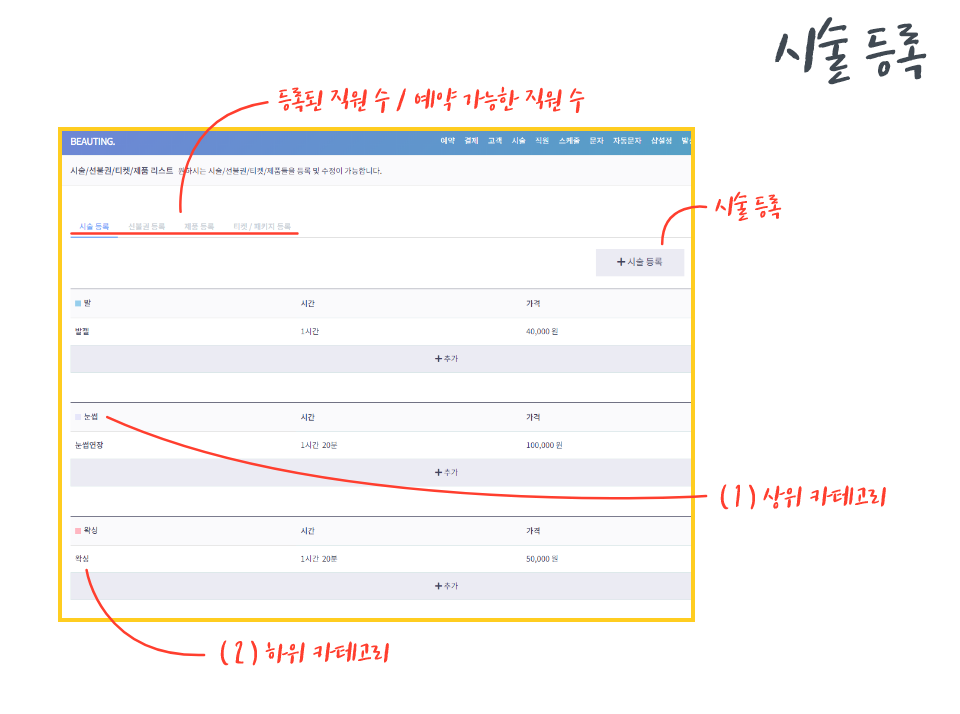 시술 등록
등록된 직원 수 / 예약 가능한 직원 수
BEAUTING. 예약 결제 고객 시술 직원 스케줄 문자 자동문자 샵설정
시술/선물권/티켓/제품 리스트 원하시는 시술/선물권/티켓/제품들을 등록 및 수정이 가능합니다.
시술 등록
시술 등록 선물권 등록 제품 등록 티켓 / 패키지 등록
+ 시술 등록
발 시간 가격
발젤 1시간 40,000 원
+ 추가
눈썹 시간 가격
눈썹연장 1시간 20분 100,000 원
+ 추가
(1) 상위 카테고리
왁싱 시간 가격
왁싱 1시간 20분 50,000 원
+ 추가
(2) 하위 카테고리